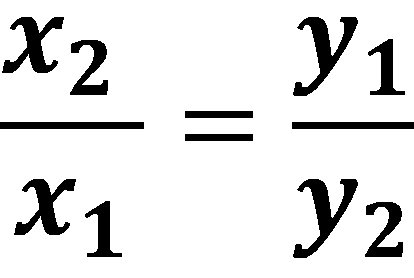 x₂/x₁ = y₁/y₂